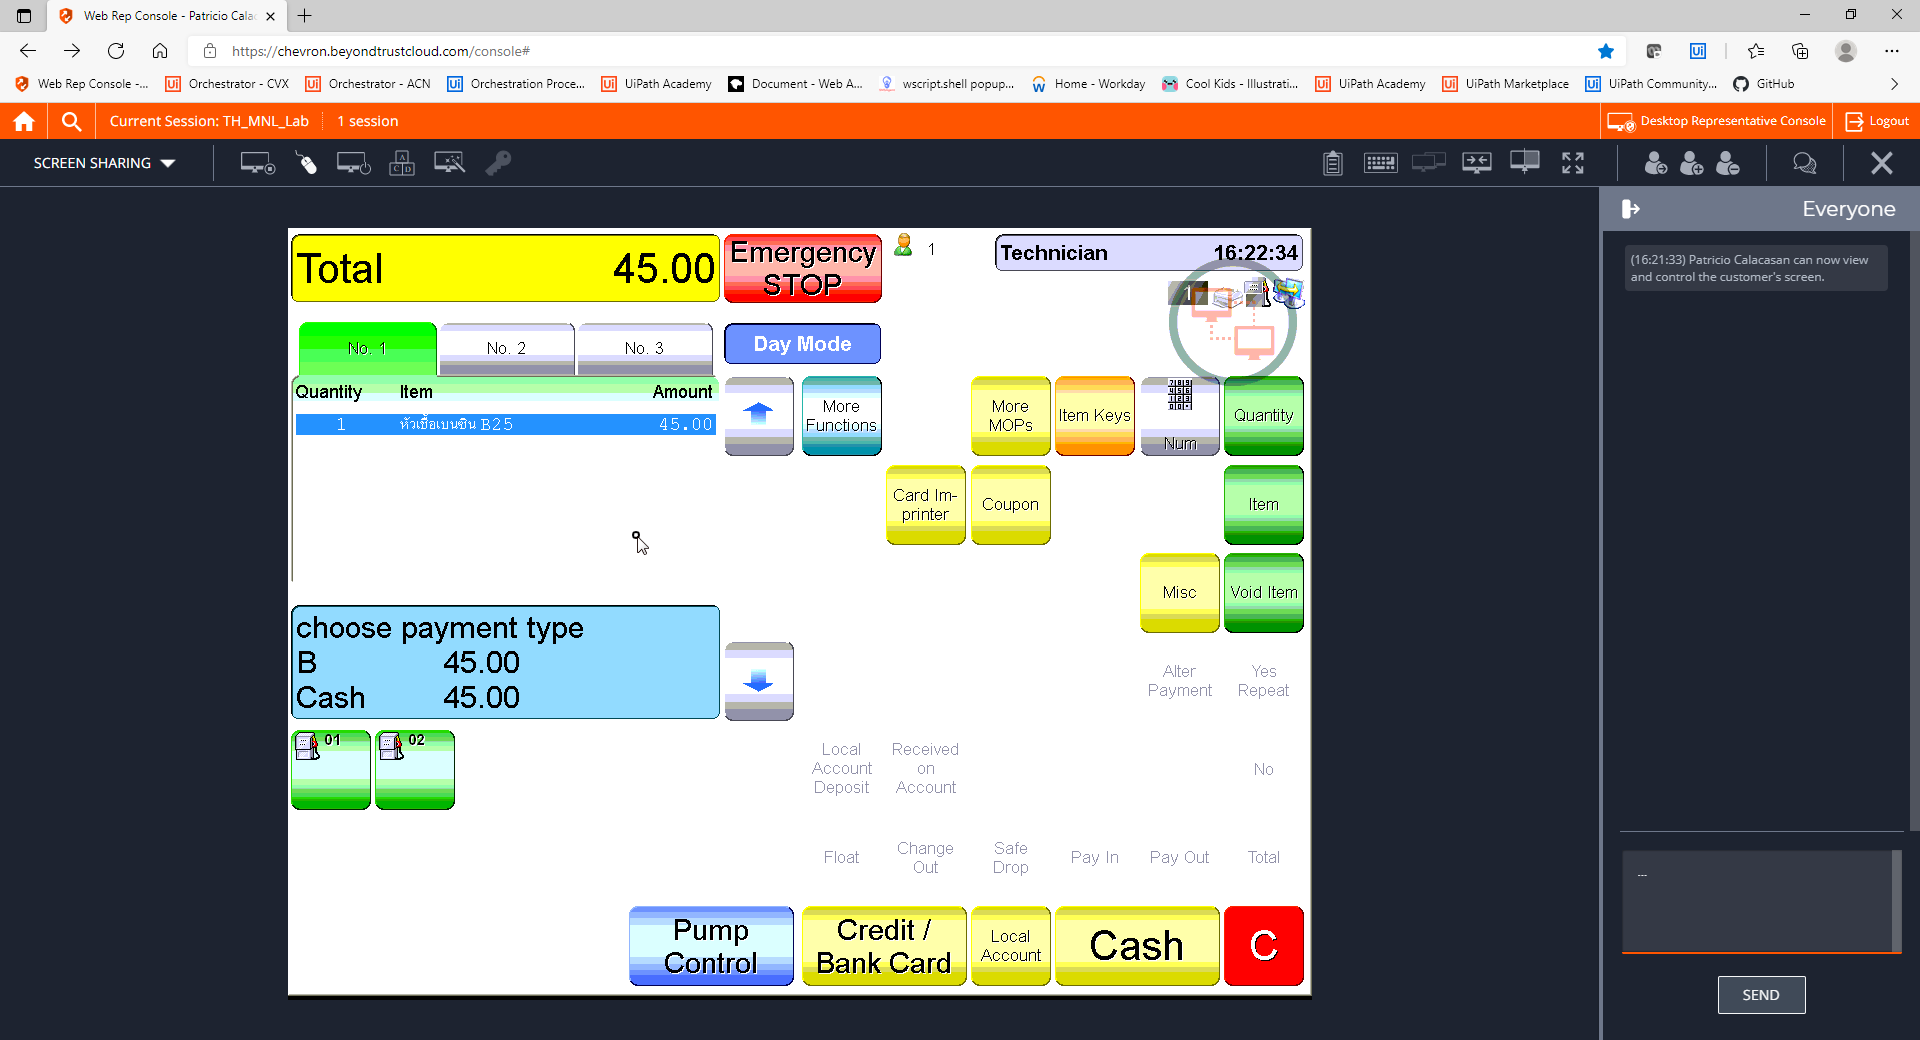 Web Rep Console - Patricio Cala
https://chevron.beyondtrustcloud.com/console#
Web Rep Console -... Orchestrator - CVX Orchestrator - ACN Orchestration Proce... UiPath Academy Document - Web A... wscript.shell popup... Home - Workday Cool Kids - Illustrati... UiPath Academy UiPath Marketplace UiPath Community... GitHub
Current Session: TH_MNL_Lab 1 session Desktop Representative Console Logout
SCREEN SHARING
Everyone
(16:21:33) Patricio Calacasan can now view
and control the customer's screen.
Total 45.00
Emergency
STOP
1
Technician 16:22:34
1
No. 1 No. 2 No. 3
Day Mode
Quantity Item Amount
1 หัวเชื้อเบนซิน B25 45.00
More
Functions
More
MOPs
Item Keys
Num
Quantity
Card Im-
printer
Coupon
Item
Misc
Void Item
choose payment type
B 45.00
Cash 45.00
Alter
Payment
Yes
Repeat
01 02
Local
Account
Deposit
Received
on
Account
No
Float
Change
Out
Safe
Drop
Pay In
Pay Out
Total
Pump
Control
Credit /
Bank Card
Local
Account
Cash
C
SEND